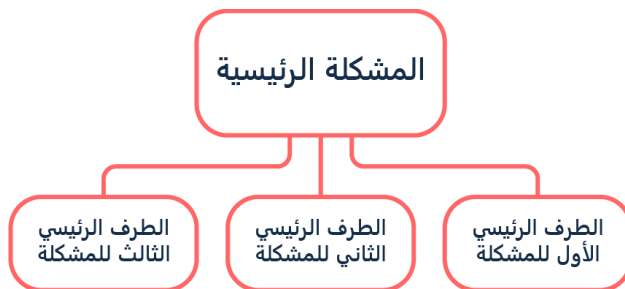 المشكلة الرئيسية
الطرف الرئيسي
الأول للمشكلة
الطرف الرئيسي
الثاني للمشكلة
الطرف الرئيسي
الثالث للمشكلة